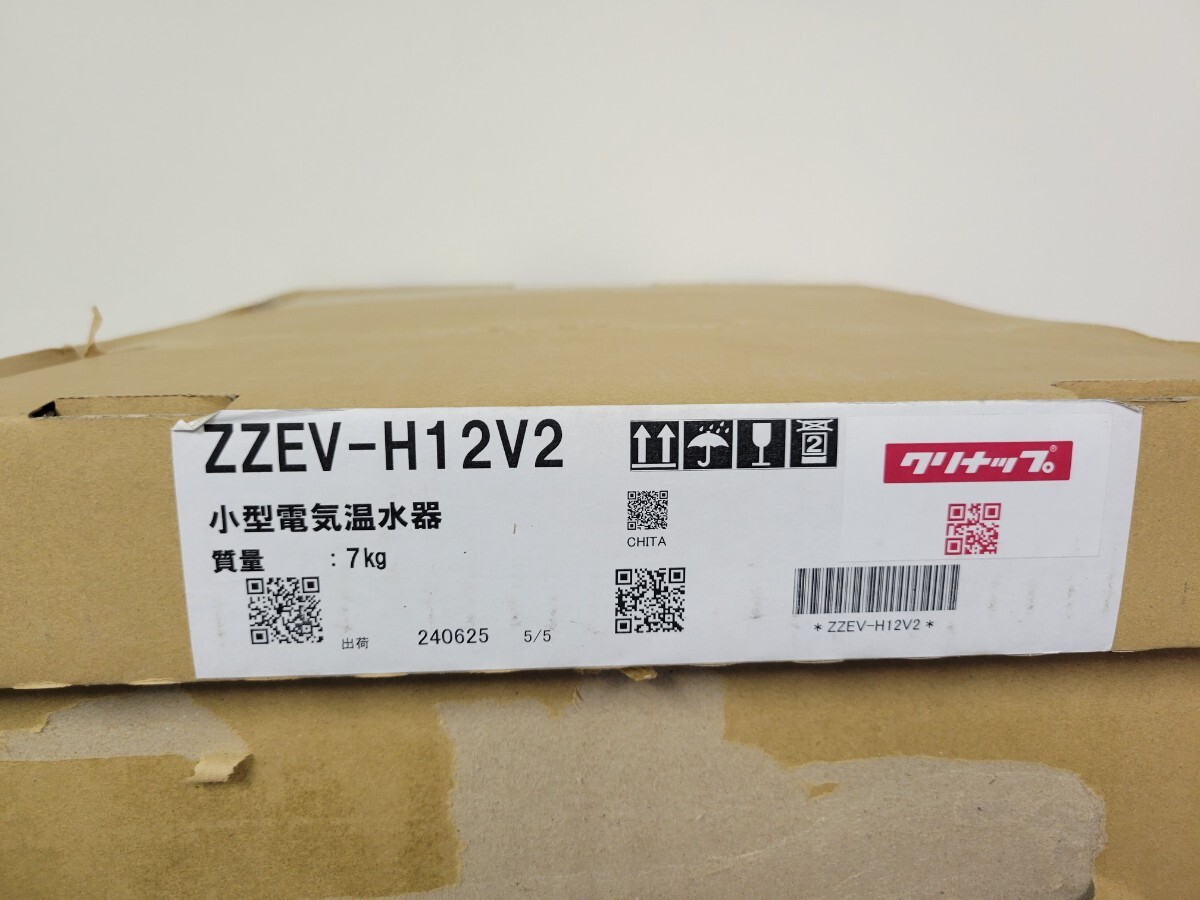 ZZEV-H12V2
小型電気温水器
質量 : 7kg
出荷 240625 5/5
2
CHITA
クリナップ®
*ZZEV-H12V2*